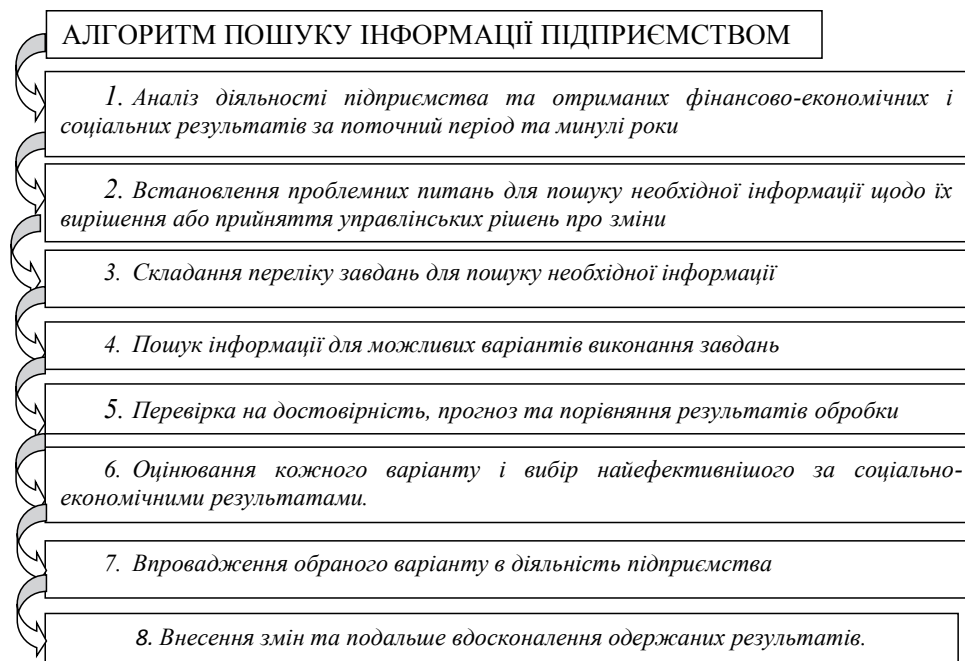 АЛГОРИТМ ПОШУКУ ІНФОРМАЦІЇ ПІДПРИЄМСТВОМ
1. Аналіз діяльності підприємства та отриманих фінансово-економічних і
соціальних результатів за поточний період та минулі роки
2. Встановлення проблемних питань для пошуку необхідної інформації щодо їх
вирішення або прийняття управлінських рішень про зміни
3. Складання переліку завдань для пошуку необхідної інформації
4. Пошук інформації для можливих варіантів виконання завдань
5. Перевірка на достовірність, прогноз та порівняння результатів обробки
6. Оцінювання кожного варіанту і вибір найефективнішого за соціально-
економічними результатами.
7. Впровадження обраного варіанту в діяльність підприємства
8. Внесення змін та подальше вдосконалення одержаних результатів.